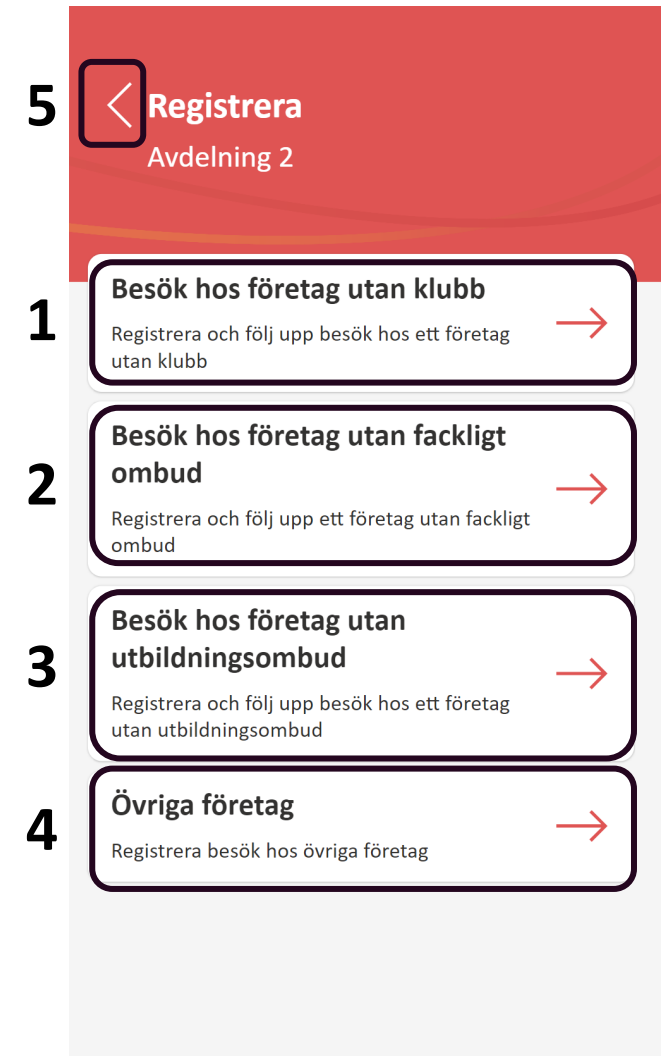 5
Registrera
Avdelning 2
1
Besök hos företag utan klubb
Registrera och följ upp besök hos ett företag
utan klubb
2
Besök hos företag utan fackligt
ombud
Registrera och följ upp ett företag utan fackligt
ombud
3
Besök hos företag utan
utbildningsombud
Registrera och följ upp besök hos ett företag
utan utbildningsombud
4
Övriga företag
Registrera besök hos övriga företag